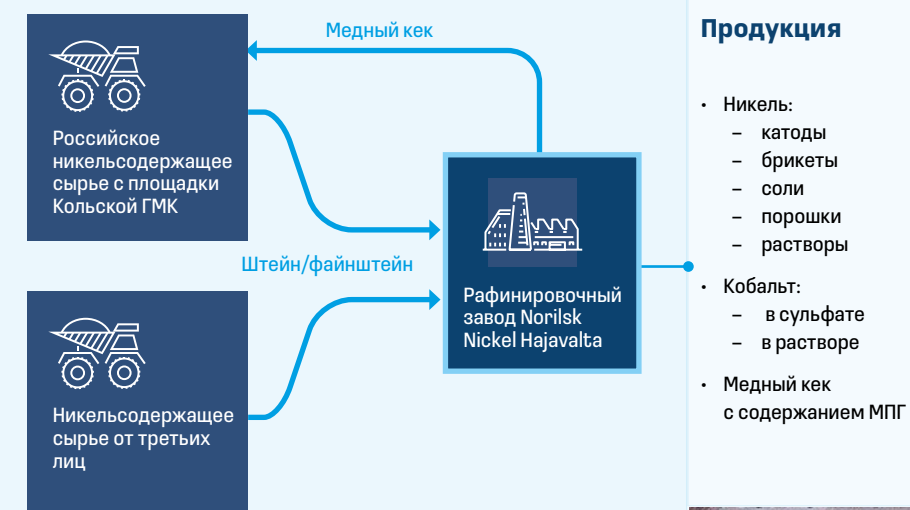 Медный кек
Российское
никельсодержащее
сырье с площадки
Кольской ГМК
Штейн/файнштейн
Никельсодержащее
сырье от третьих
лиц
Рафинировочный
завод Norilsk
Nickel Hajavalta
Продукция
• Никель:
– катоды
– брикеты
– соли
– порошки
– растворы
• Кобальт:
– в сульфате
– в растворе
• Медный кек
с содержанием МПГ